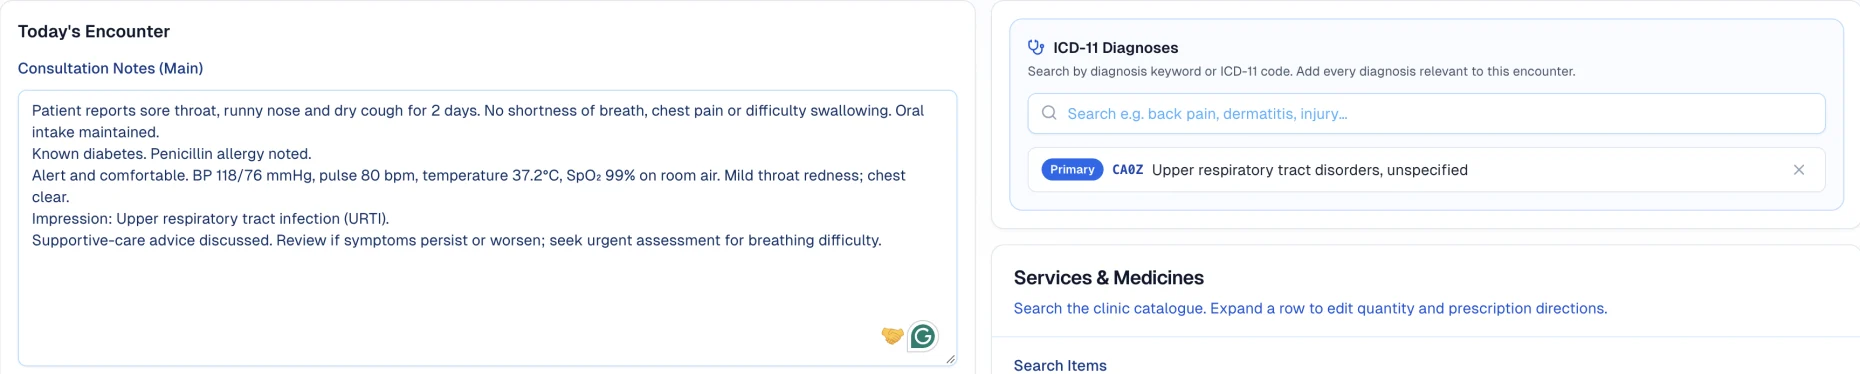 Today's Encounter
Consultation Notes (Main)
Patient reports sore throat, runny nose and dry cough for 2 days. No shortness of breath, chest pain or difficulty swallowing. Oral
intake maintained.
Known diabetes. Penicillin allergy noted.
Alert and comfortable. BP 118/76 mmHg, pulse 80 bpm, temperature 37.2°C, SpO₂ 99% on room air. Mild throat redness; chest
clear.
Impression: Upper respiratory tract infection (URTI).
Supportive-care advice discussed. Review if symptoms persist or worsen; seek urgent assessment for breathing difficulty.
ICD-11 Diagnoses
Search by diagnosis keyword or ICD-11 code. Add every diagnosis relevant to this encounter.
Search e.g. back pain, dermatitis, injury...
Primary CA0Z Upper respiratory tract disorders, unspecified
Services & Medicines
Search the clinic catalogue. Expand a row to edit quantity and prescription directions.
Search Items